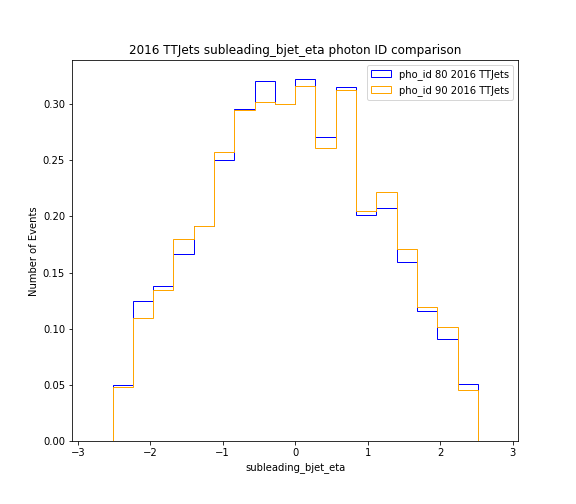 2016 TTJets subleading_bjet_eta photon ID comparison
pho_id 80 2016 TTJets
pho_id 90 2016 TTJets
Number of Events
0.30
0.25
0.20
0.15
0.10
0.05
0.00
−3 −2 −1 0 1 2 3
subleading_bjet_eta